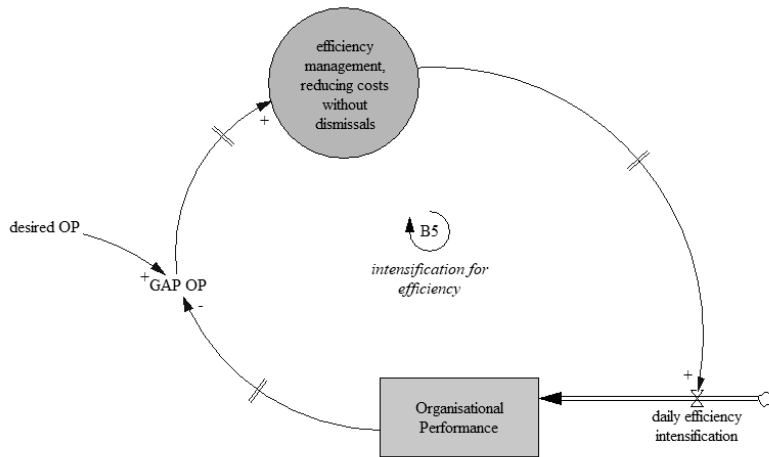 efficiency
management,
reducing costs
without
dismissals
+
desired OP
+
GAP OP
-
B5
intensification for
efficiency
Organisational
Performance
+
daily efficiency
intensification